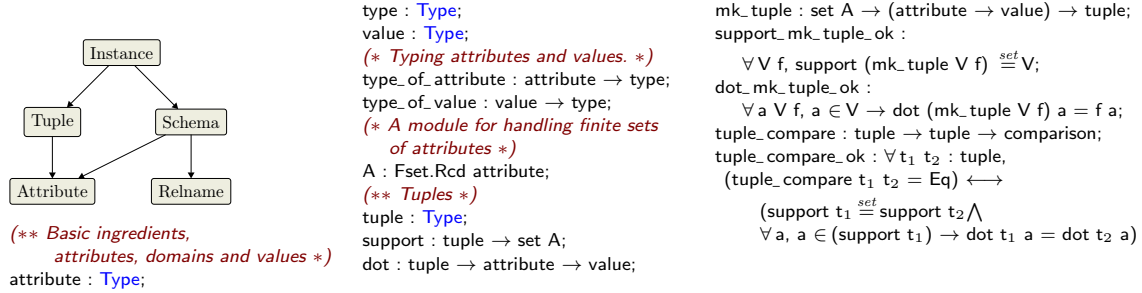 Instance
Tuple
Schema
Attribute
Relname
(** Basic ingredients,
attributes, domains and values *)
attribute : Type;
type : Type;
value : Type;
(* Typing attributes and values. *)
type_of_attribute : attribute → type;
type_of_value : value → type;
(* A module for handling finite sets
of attributes *)
A : Fset.Rcd attribute;
(** Tuples *)
tuple : Type;
support : tuple → set A;
dot : tuple → attribute → value;
mk_tuple : set A → (attribute → value) → tuple;
support_mk_tuple_ok :
∀ V f, support (mk_tuple V f) =set= V;
dot_mk_tuple_ok :
∀ a V f, a ∈ V → dot (mk_tuple V f) a = f a;
tuple_compare : tuple → tuple → comparison;
tuple_compare_ok : ∀ t₁ t₂ : tuple,
(tuple_compare t₁ t₂ = Eq) ⟷
(support t₁ =set= support t₂ ⋀
∀ a, a ∈ (support t₁) → dot t₁ a = dot t₂ a)